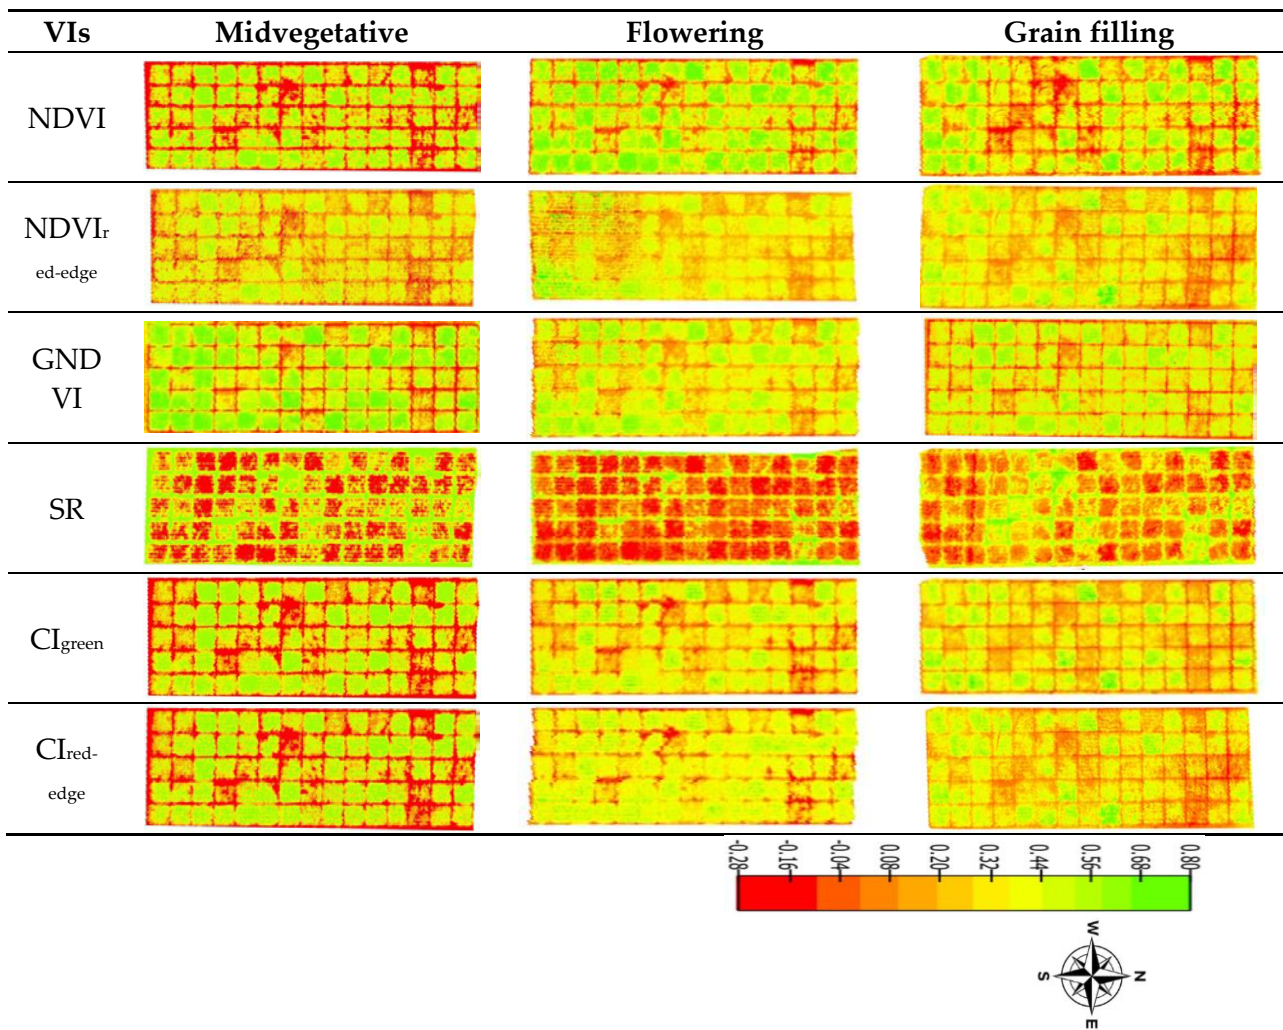 VIs Midvegetative Flowering Grain filling
NDVI
NDVIr
ed-edge
GND
VI
SR
CIgreen
CIred-
edge
-0.28 -0.16 -0.04 0.08 0.20 0.32 0.44 0.56 0.68 0.80
W
S N
E